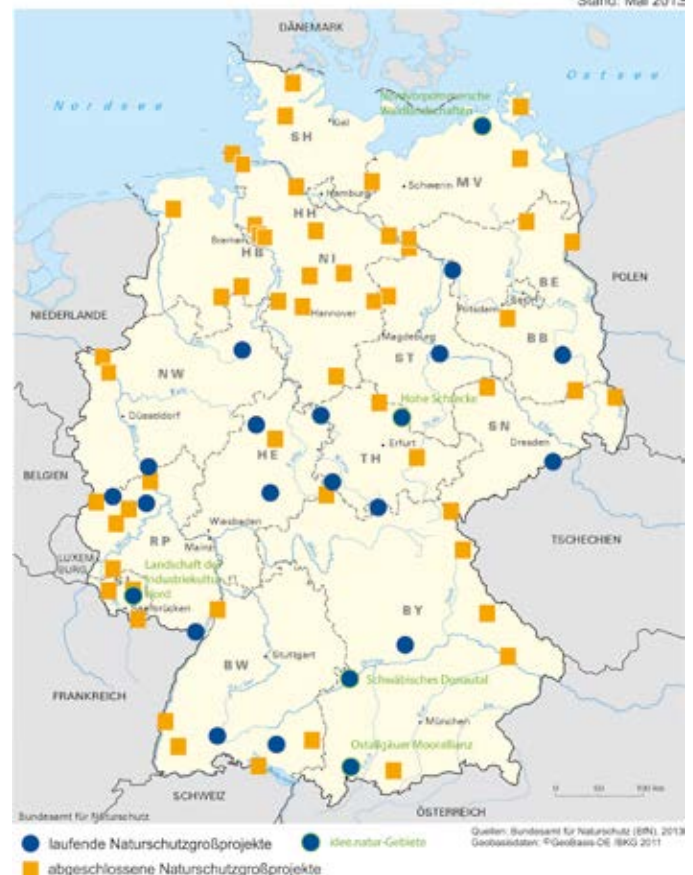 Stand: Mai 2013
DÄNEMARK
Nordsee
Ostsee
Nordvorpommersche
Waldlandschaften
Kiel
SH
Hamburg
Schwerin
MV
HH
Bremen
HB
NI
BE
POLEN
NIEDERLANDE
Hannover
Potsdam
Berlin
Magdeburg
BB
NW
ST
Düsseldorf
Hohe Schrecke
Erfurt
SN
Dresden
HE
TH
BELGIEN
Wiesbaden
TSCHECHIEN
RP
Mainz
LUXEM-
BURG
Landschaft der
Industriekultur
Nord
Saarbrücken
BY
BW
Stuttgart
Schwäbisches Donautal
FRANKREICH
München
Ostallgäuer Moorallianz
SCHWEIZ
0 50 100 km
ÖSTERREICH
Bundesamt für Naturschutz
laufende Naturschutzgroßprojekte
idee.natur-Gebiete
Quellen: Bundesamt für Naturschutz (BfN), 2013
Geobasisdaten: ©GeoBasis-DE /BKG 2011
abgeschlossene Naturschutzgroßprojekte